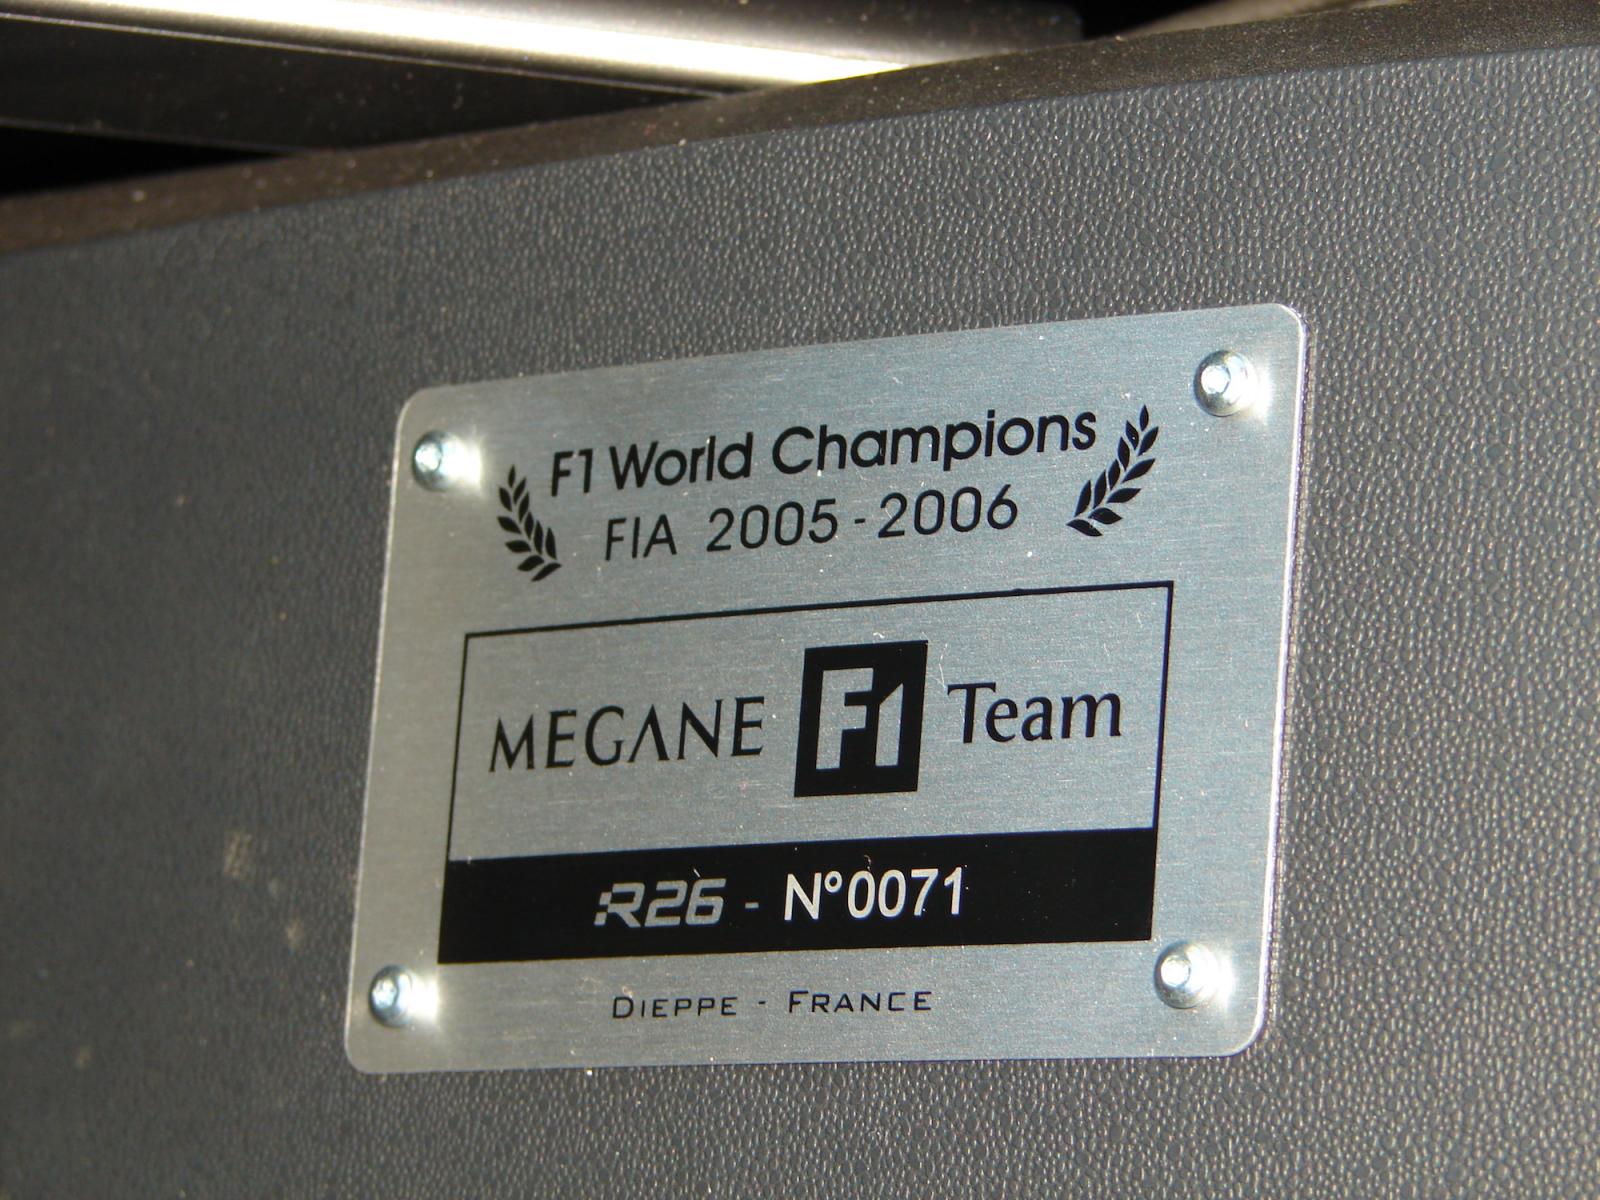 F1 World Champions
FIA 2005 - 2006
MEGANE F1 Team
R26 - N°0071
DIEPPE - FRANCE